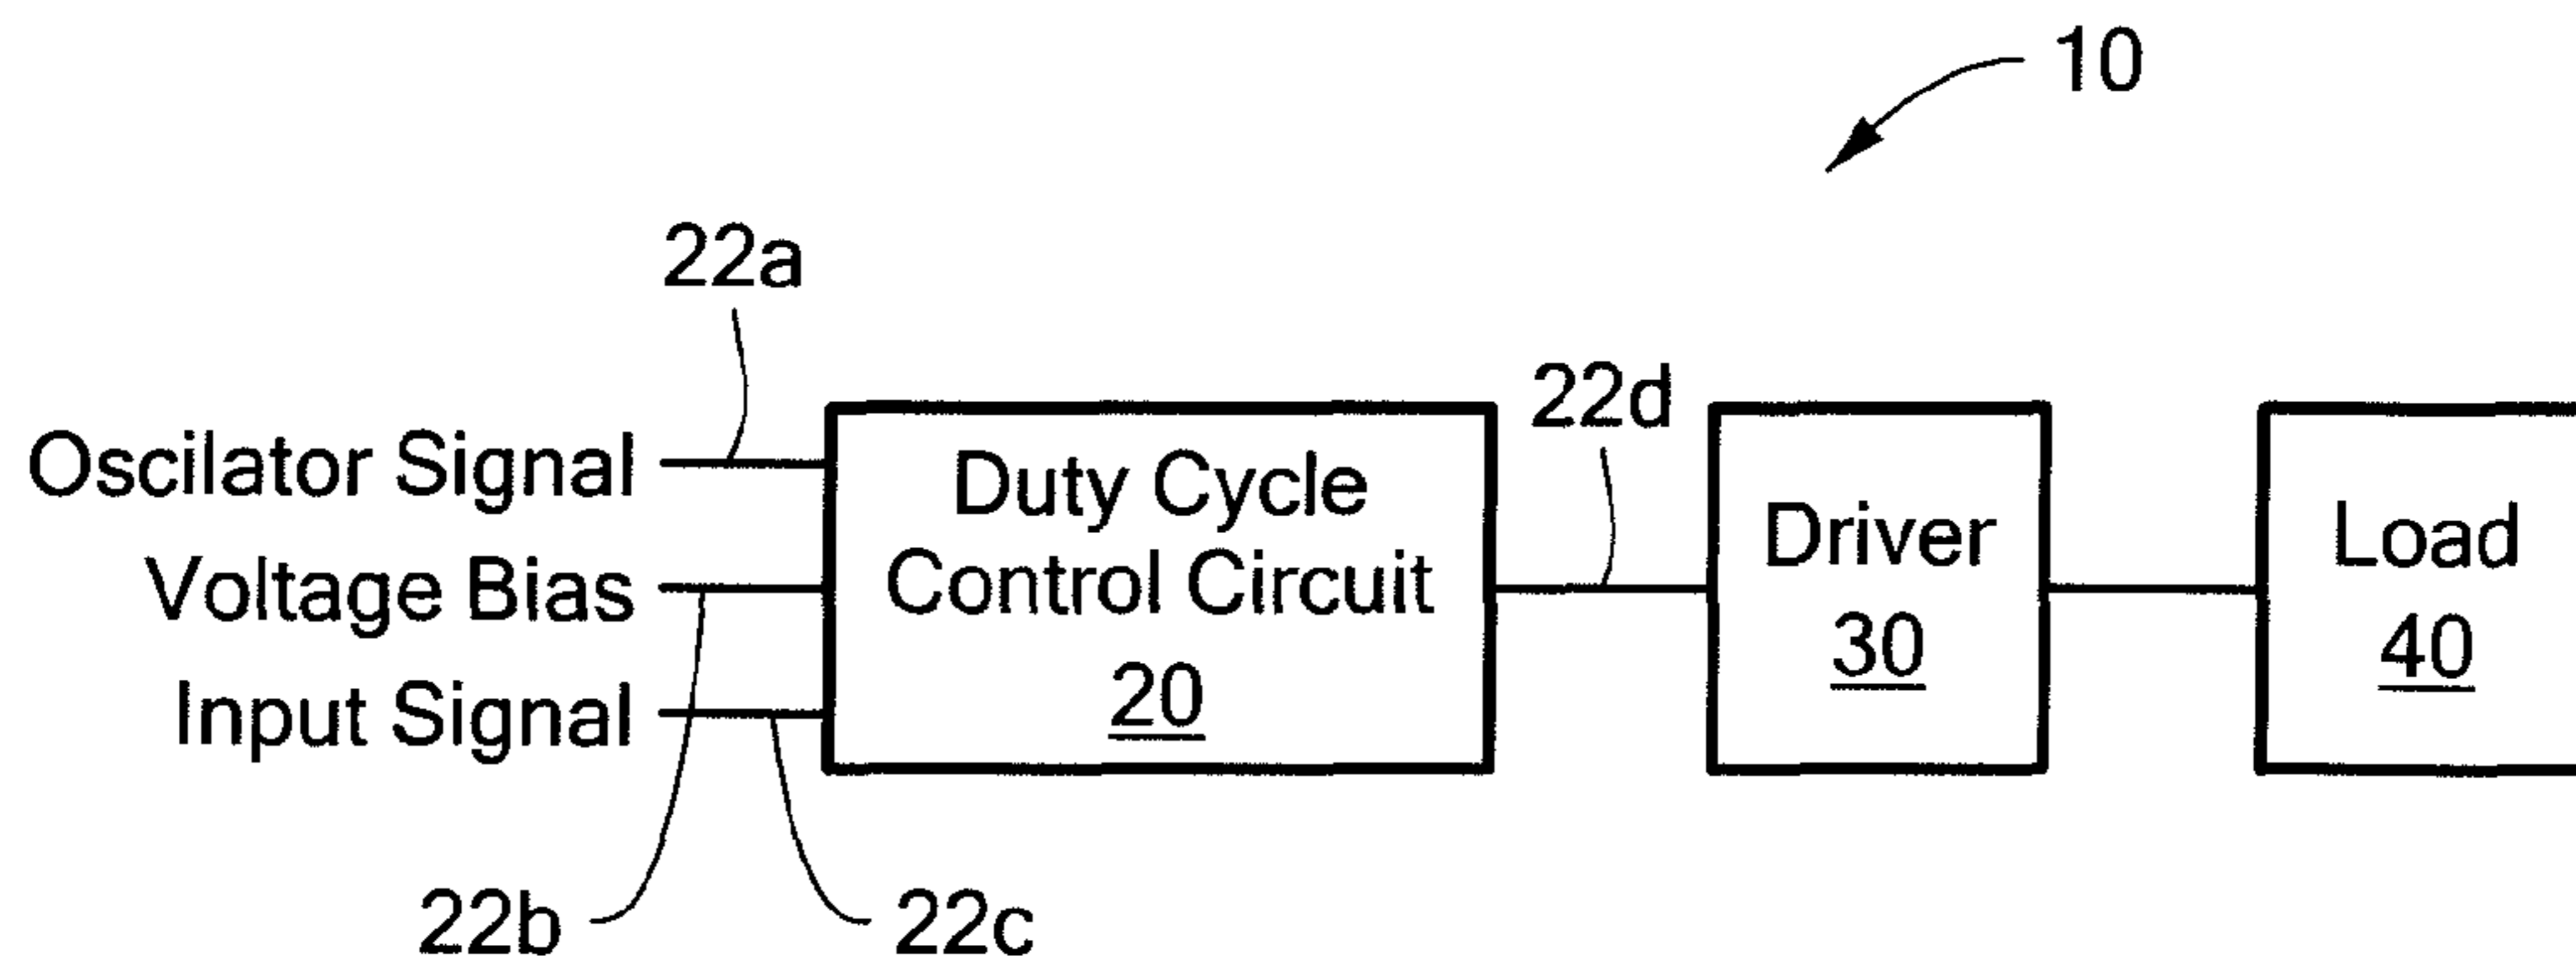 10
22a
22d
Oscilator Signal
Voltage Bias
Input Signal
Duty Cycle
Control Circuit
20
Driver
30
Load
40
22b
22c